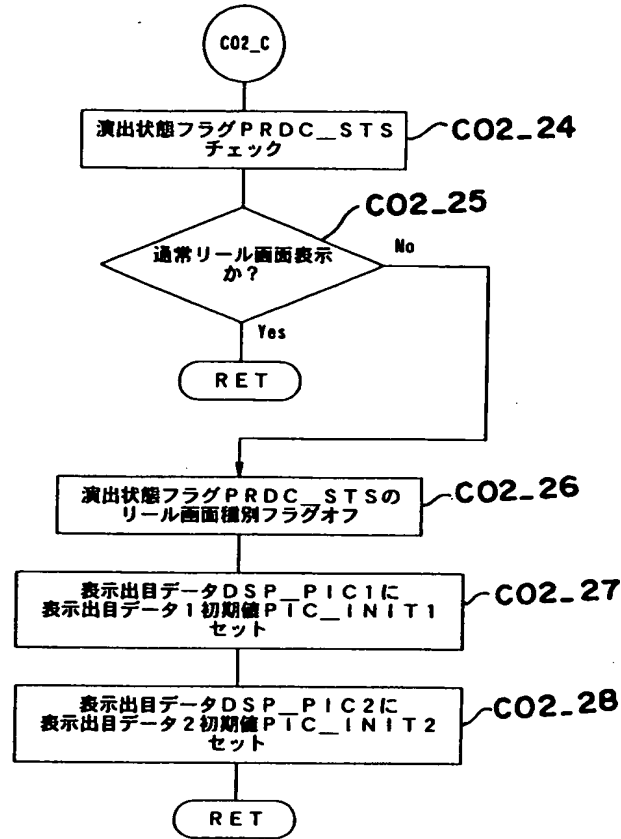 CO2_C
演出状態フラグPRDC_STS
チェック
CO2_24
CO2_25
通常リール画面表示
か?
No
Yes
RET
演出状態フラグPRDC_STSの
リール画面種別フラグオフ
CO2_26
表示出目データDSP_PIC1に
表示出目データ1初期値PIC_INIT1
セット
CO2_27
表示出目データDSP_PIC2に
表示出目データ2初期値PIC_INIT2
セット
CO2_28
RET